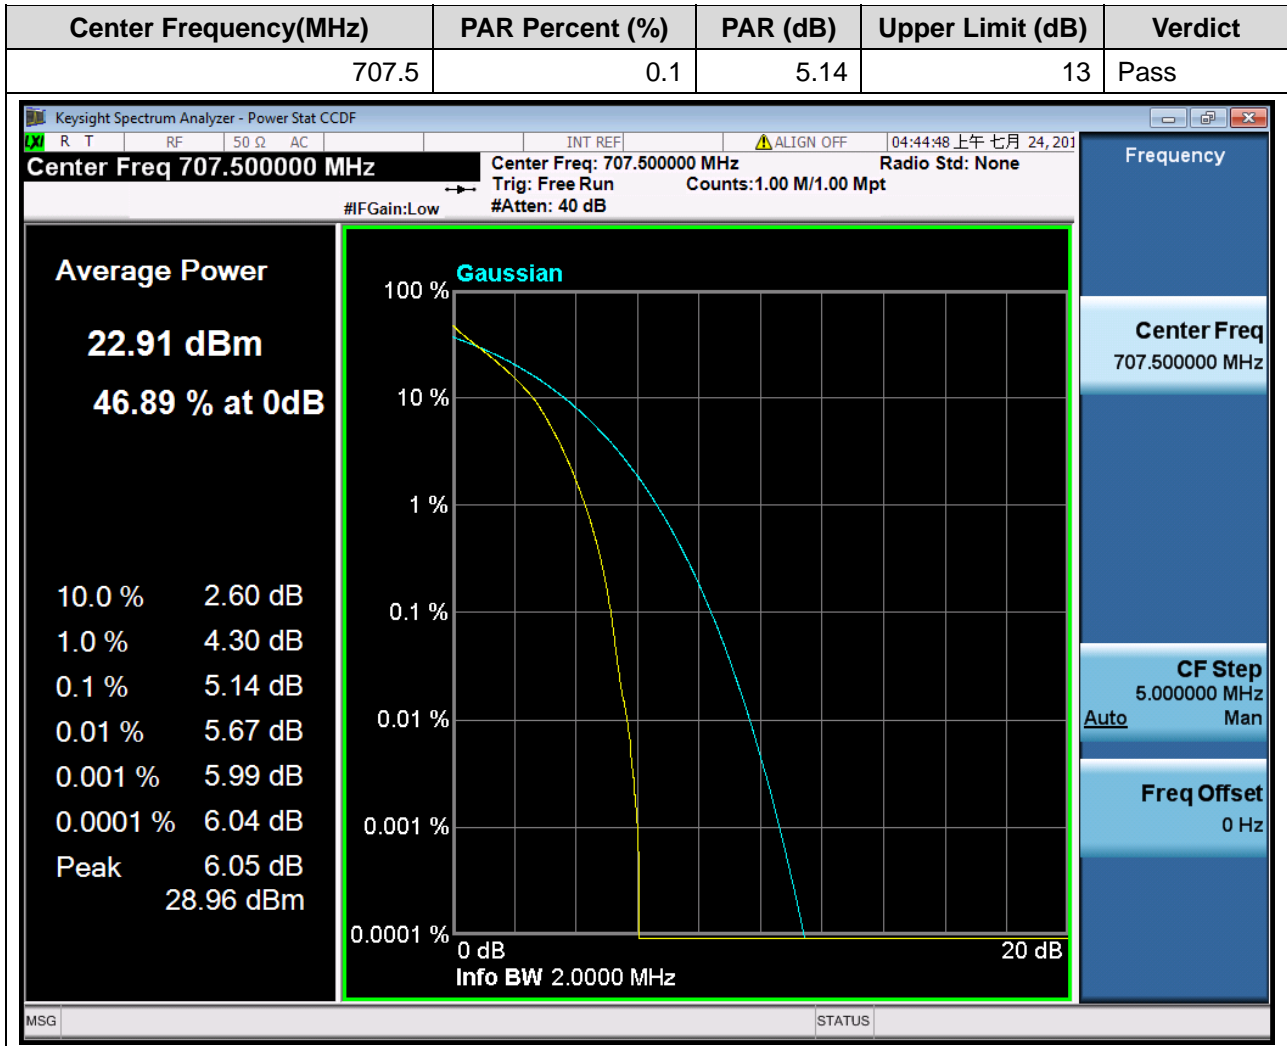 Center Frequency(MHz) PAR Percent (%) PAR (dB) Upper Limit (dB) Verdict
707.5 0.1 5.14 13 Pass
Keysight Spectrum Analyzer - Power Stat CCDF
LXI R T RF 50 Ω AC INT REF ALIGN OFF 04:44:48 上午 七月 24, 201
Center Freq 707.500000 MHz
#IFGain:Low
Center Freq: 707.500000 MHz Radio Std: None
Trig: Free Run Counts:1.00 M/1.00 Mpt
#Atten: 40 dB
Average Power
22.91 dBm
46.89 % at 0dB
10.0 % 2.60 dB
1.0 % 4.30 dB
0.1 % 5.14 dB
0.01 % 5.67 dB
0.001 % 5.99 dB
0.0001 % 6.04 dB
Peak 6.05 dB
28.96 dBm
Gaussian
100 %
10 %
1 %
0.1 %
0.01 %
0.001 %
0.0001 %
0 dB 20 dB
Info BW 2.0000 MHz
Frequency
Center Freq
707.500000 MHz
CF Step
5.000000 MHz
Auto Man
Freq Offset
0 Hz
MSG STATUS